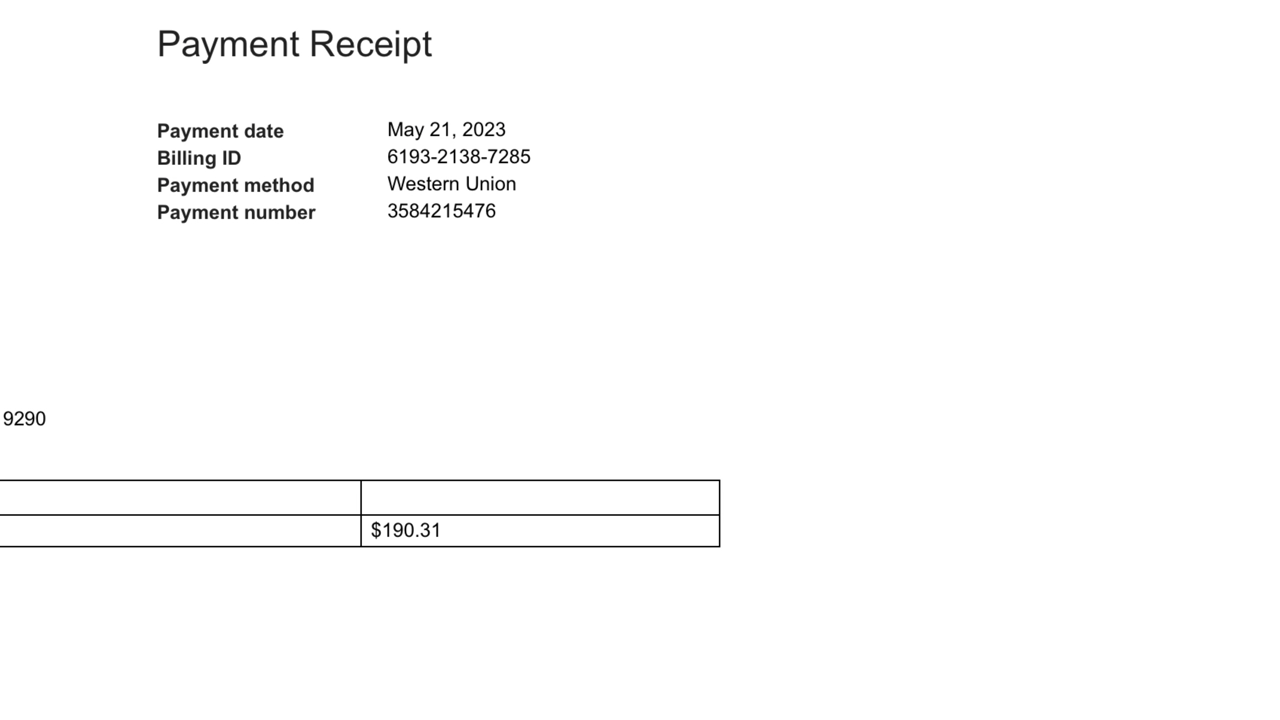 Payment Receipt
Payment date May 21, 2023
Billing ID 6193-2138-7285
Payment method Western Union
Payment number 3584215476
9290
$190.31